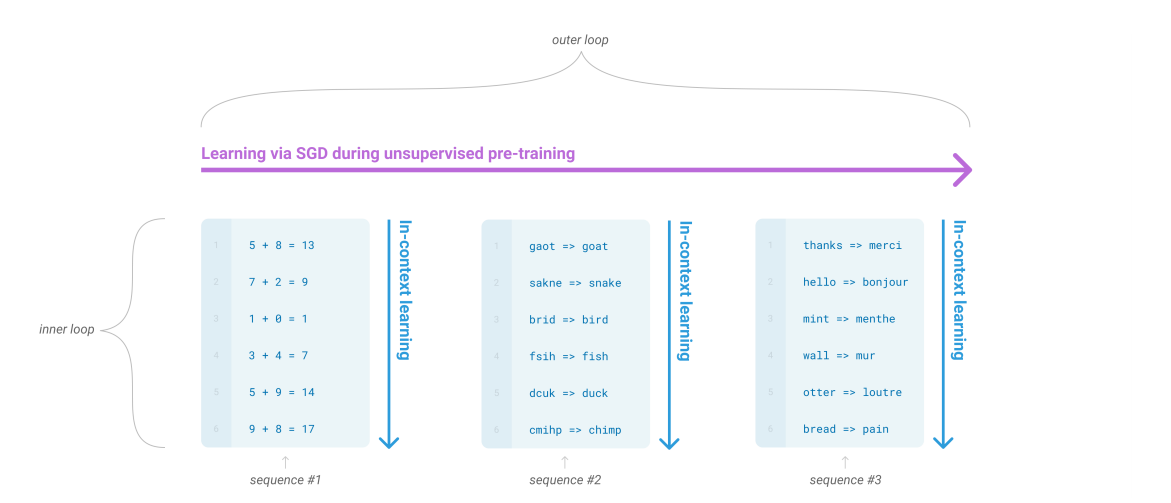 outer loop
Learning via SGD during unsupervised pre-training
inner loop
1 5 + 8 = 13
2 7 + 2 = 9
3 1 + 0 = 1
4 3 + 4 = 7
5 5 + 9 = 14
6 9 + 8 = 17
In-context learning
sequence #1
1 gaot => goat
2 sakne => snake
3 brid => bird
4 fsih => fish
5 dcuk => duck
6 cmihp => chimp
In-context learning
sequence #2
1 thanks => merci
2 hello => bonjour
3 mint => menthe
4 wall => mur
5 otter => loutre
6 bread => pain
In-context learning
sequence #3